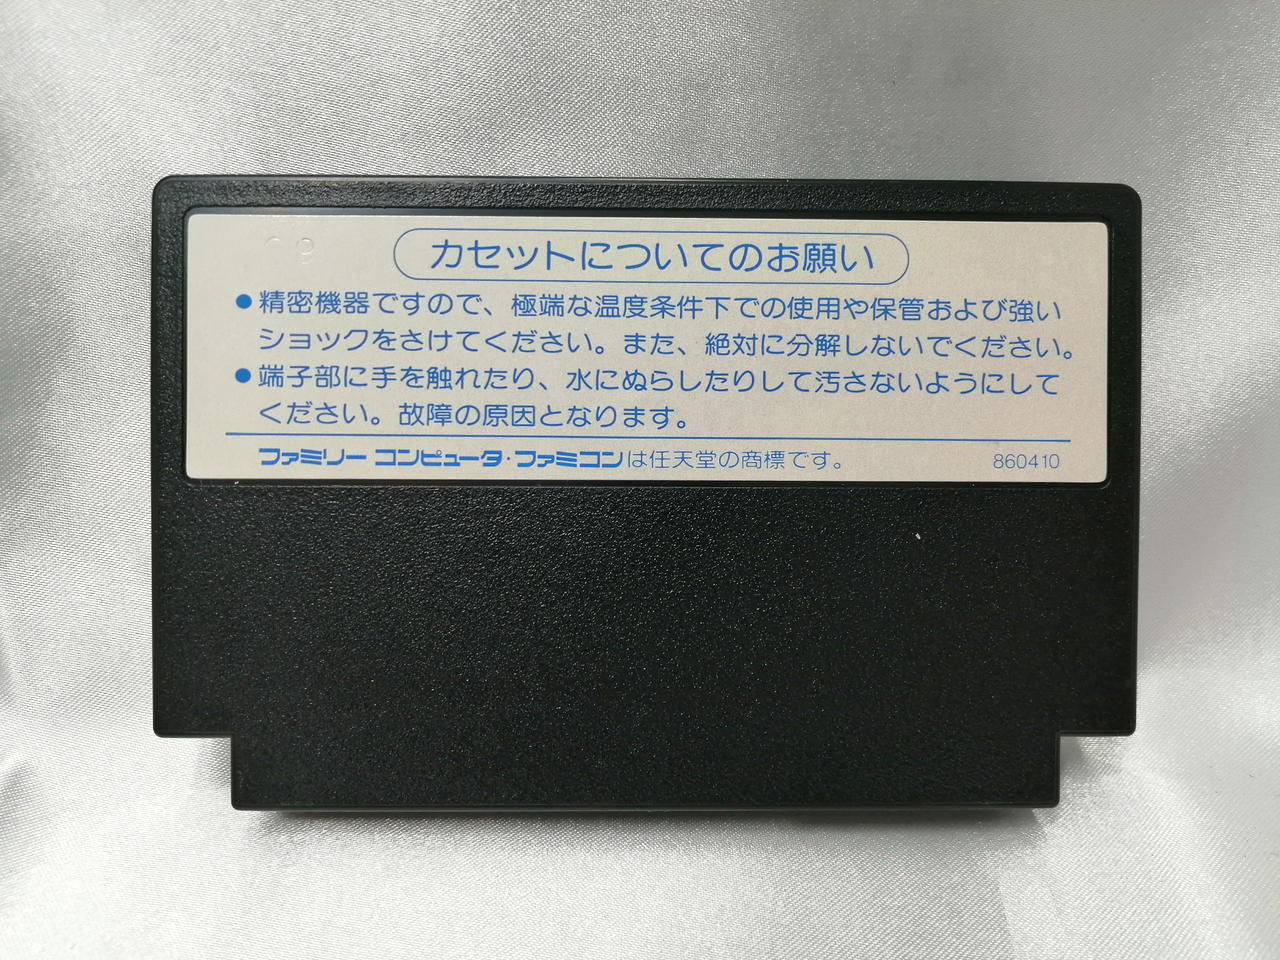 カセットについてのお願い
●精密機器ですので、極端な温度条件下での使用や保管および強い
ショックをさけてください。また、絶対に分解しないでください。
●端子部に手を触れたり、水にぬらしたりして汚さないようにして
ください。故障の原因となります。
ファミリー コンピュータ・ファミコンは任天堂の商標です。 860410